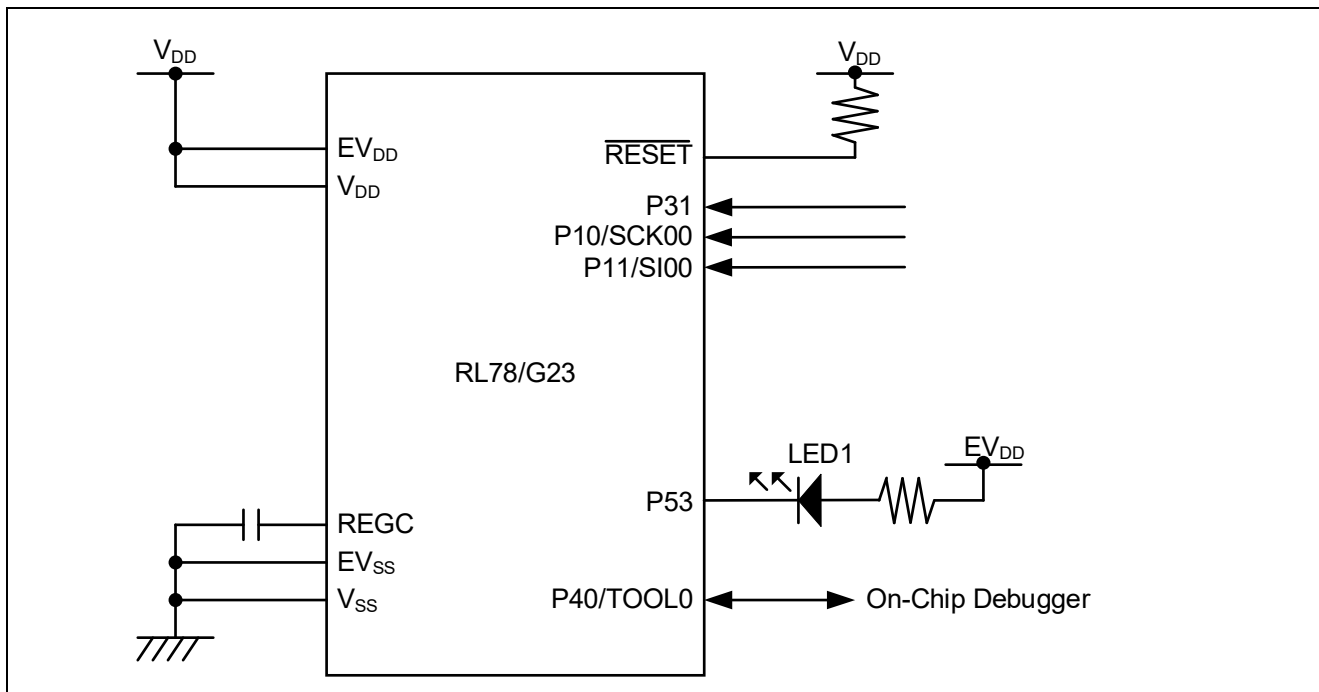 VDD
VDD
EVDD
VDD
RESET
P31
P10/SCK00
P11/SI00
RL78/G23
LED1
EVDD
P53
REGC
EVSS
VSS
P40/TOOL0
On-Chip Debugger